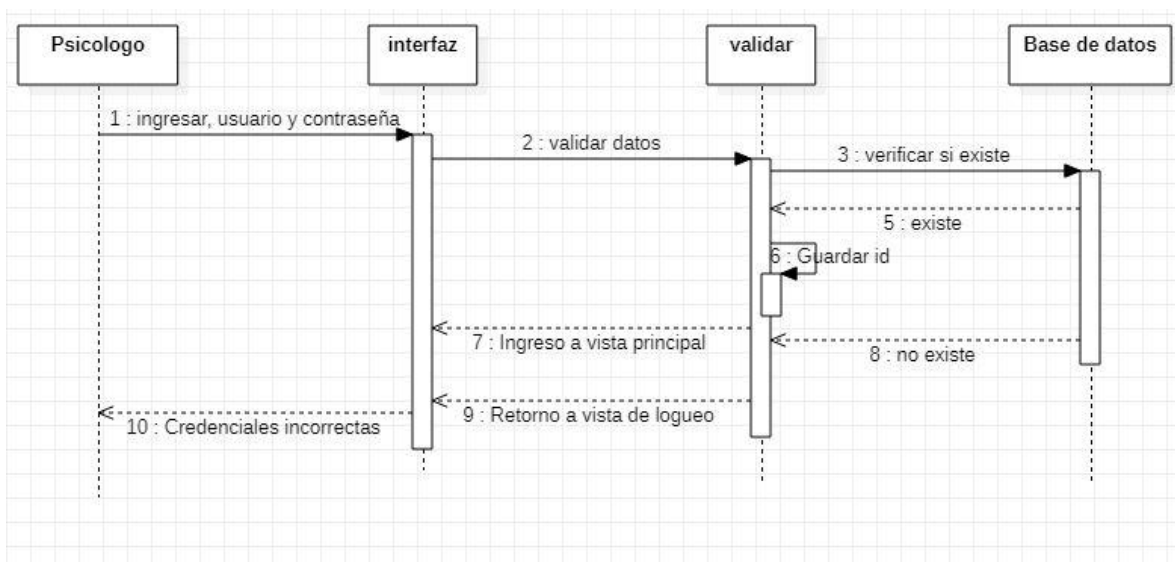 Psicologo
interfaz
validar
Base de datos
1 : ingresar, usuario y contraseña
2 : validar datos
3 : verificar si existe
5 : existe
6 : Guardar id
7 : Ingreso a vista principal
8 : no existe
9 : Retorno a vista de logueo
10 : Credenciales incorrectas